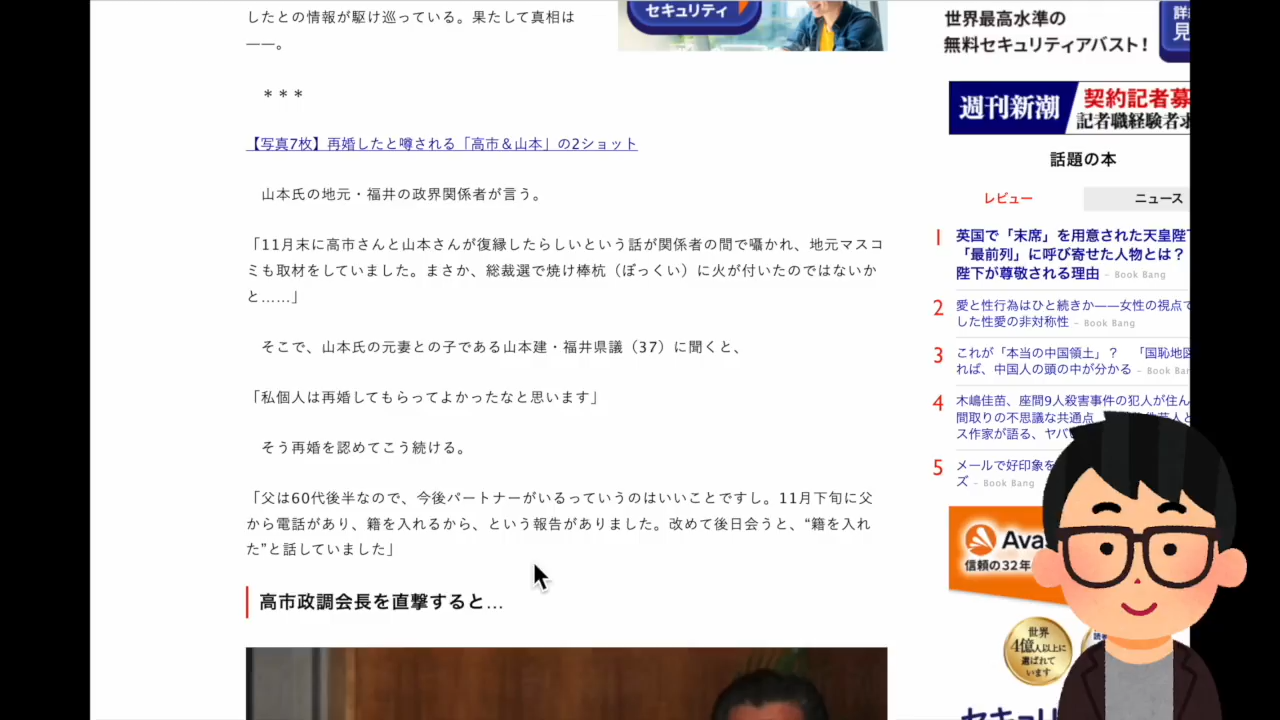 したとの情報が駆け巡っている。果たして真相は
――。
＊＊＊
【写真7枚】再婚したと噂される「高市＆山本」の2ショット
山本氏の地元・福井の政界関係者が言う。
「11月末に高市さんと山本さんが復縁したらしいという話が関係者の間で囁かれ、地元マスコ
ミも取材をしていました。まさか、総裁選で焼け棒杭（ぼっくい）に火が付いたのではないか
と……」
そこで、山本氏の元妻との子である山本建・福井県議（37）に聞くと、
「私個人は再婚してもらってよかったなと思います」
そう再婚を認めてこう続ける。
「父は60代後半なので、今後パートナーがいるっていうのはいいことですし。11月下旬に父
から電話があり、籍を入れるから、という報告がありました。改めて後日会うと、“籍を入れ
た”と話していました」
高市政調会長を直撃すると…
セキュリティ
世界最高水準の
無料セキュリティアバスト！
見
週刊新潮
契約記者募
記者職経験者
話題の本
レビュー
ニュース
1 英国で「末席」を用意された天皇陛
「最前列」に呼び寄せた人物とは？
陛下が尊敬される理由 - Book Bang
2 愛と性行為はひと続きか――女性の視点で
した性愛の非対称性 - Book Bang
3 これが「本当の中国領土」？ 「国恥地図
れば、中国人の頭の中が分かる - Book Ban
4 木嶋佳苗、座間9人殺害事件の犯人が住ん
間取りの不思議な共通点
ス作家が語る、ヤバ
5 メールで好印象を
ズ - Book Bang
Avas
信頼の32年
世界
4億人以上に
選ばれて
います
セキュ